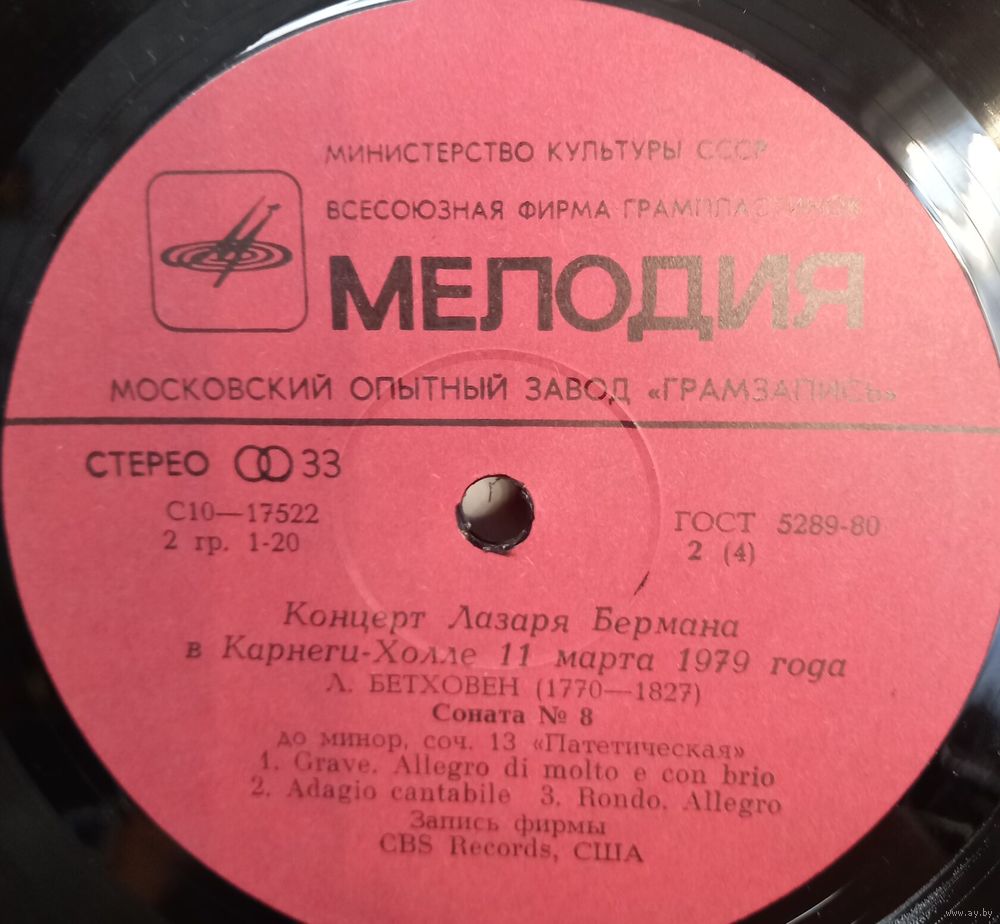 МИНИСТЕРСТВО КУЛЬТУРЫ СССР
ВСЕСОЮЗНАЯ ФИРМА ГРАМПЛАСТИНОК
МЕЛОДИЯ
МОСКОВСКИЙ ОПЫТНЫЙ ЗАВОД «ГРАМЗАПИСЬ»
СТЕРЕО 33
С10—17522
2 гр. 1-20
ГОСТ 5289-80
2 (4)
Концерт Лазаря Бермана
в Карнеги-Холле 11 марта 1979 года
Л. БЕТХОВЕН (1770—1827)
Соната № 8
до минор, соч. 13 «Патетическая»
1. Grave. Allegro di molto e con brio
2. Adagio cantabile 3. Rondo. Allegro
Запись фирмы
CBS Records, США
www.ay.by